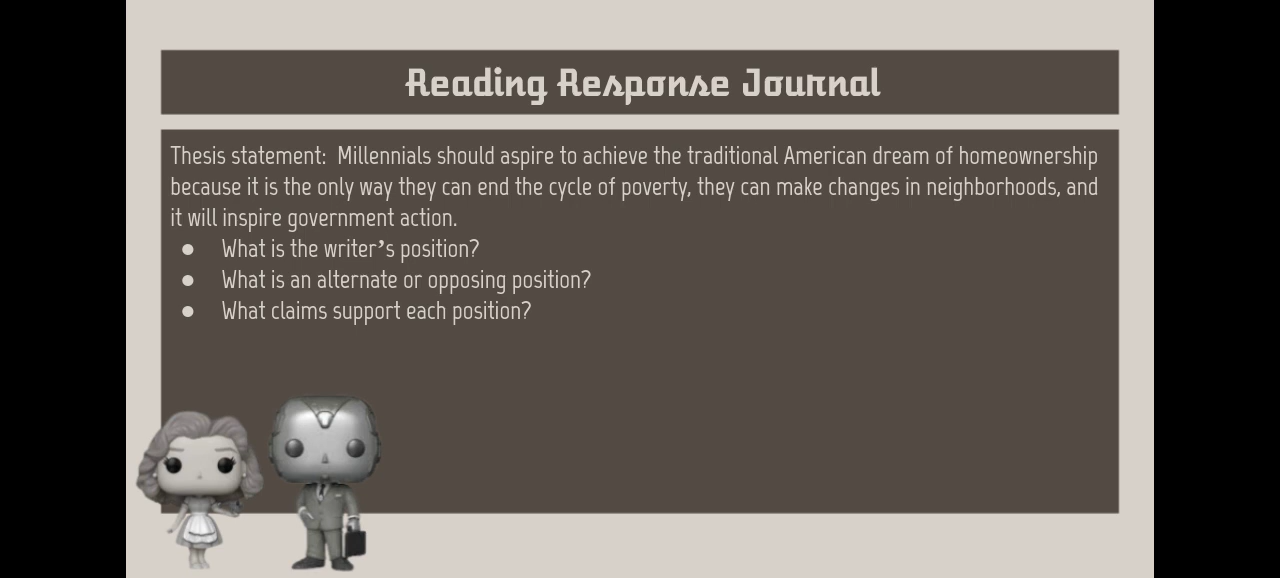 Reading Response Journal
Thesis statement:  Millennials should aspire to achieve the traditional American dream of homeownership
because it is the only way they can end the cycle of poverty, they can make changes in neighborhoods, and
it will inspire government action.
● What is the writer’s position?
● What is an alternate or opposing position?
● What claims support each position?